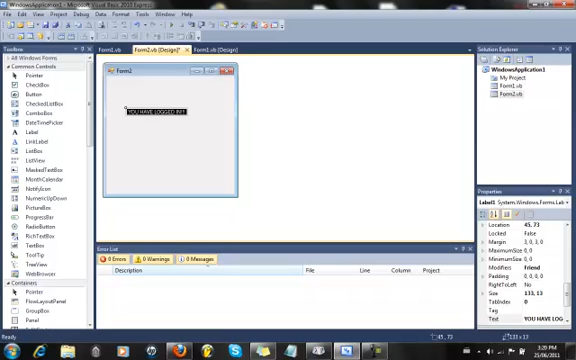 WindowsApplication1 - Microsoft Visual Basic 2010 Express
File Edit View Project Debug Data Format Tools Window Help
Toolbox
Form1.vb Form2.vb [Design]* Form1.vb [Design]
Solution Explorer
All Windows Forms
Common Controls
Pointer
CheckBox
Button
CheckedListBox
ComboBox
DateTimePicker
Label
LinkLabel
ListBox
ListView
MaskedTextBox
MonthCalendar
NotifyIcon
NumericUpDown
PictureBox
ProgressBar
RadioButton
RichTextBox
TextBox
ToolTip
TreeView
WebBrowser
Containers
Pointer
FlowLayoutPanel
GroupBox
Panel
Form2
YOU HAVE LOGGED IN!!!
WindowsApplication1
My Project
Form1.vb
Form2.vb
Properties
Label1 System.Windows.Forms.Lab
Location 45, 73
Locked False
Margin 3, 0, 3, 0
MaximumSize 0, 0
MinimumSize 0, 0
Modifiers Friend
RightToLeft No
Size 133, 13
TabIndex 0
Tag
Text YOU HAVE LOG
Error List
0 Errors 0 Warnings 0 Messages
Description File Line Column Project
Ready
45, 73 133 x 13
3:20 PM
25/06/2011